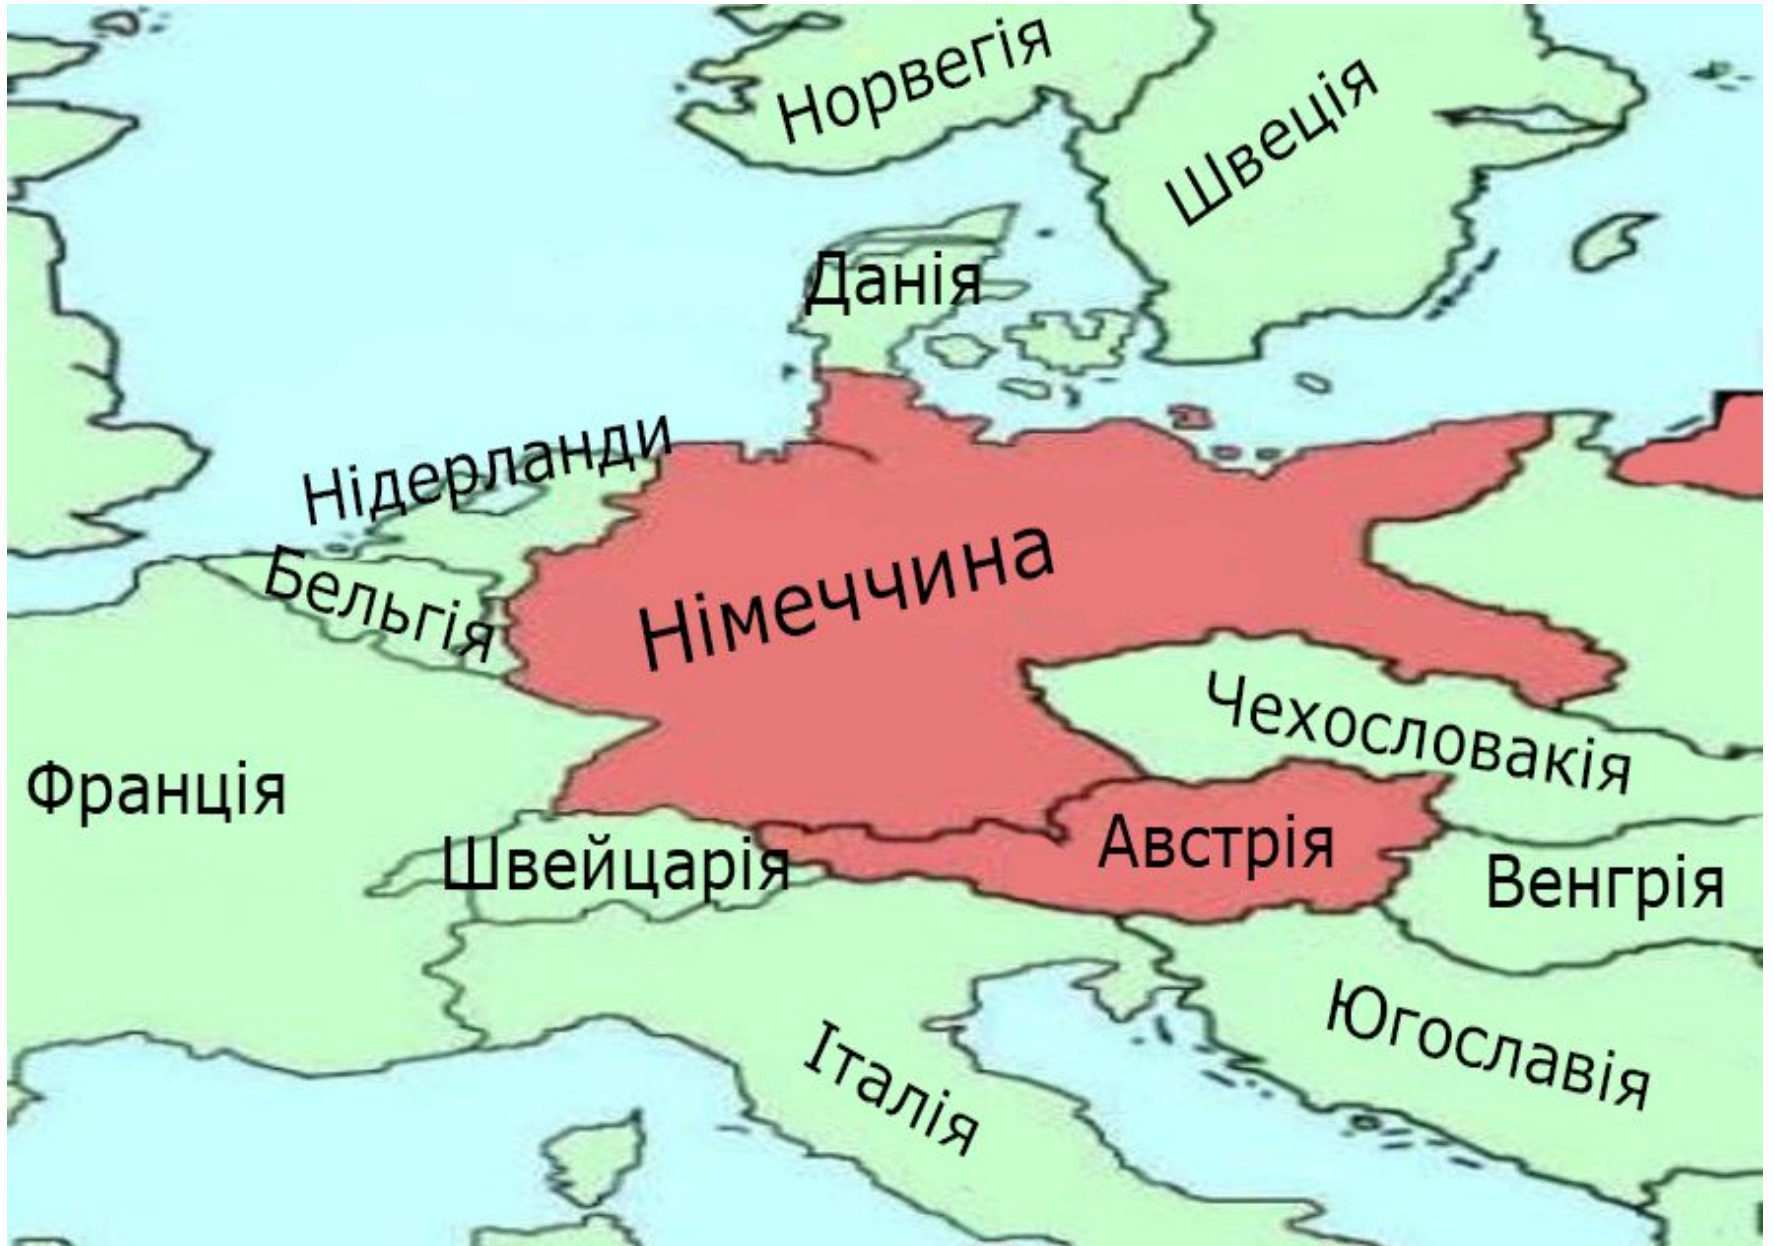 Норвегія
Швеція
Данія
Нідерланди
Бельгія
Німеччина
Чехословакія
Франція
Швейцарія
Австрія
Венгрія
Югославія
Італія